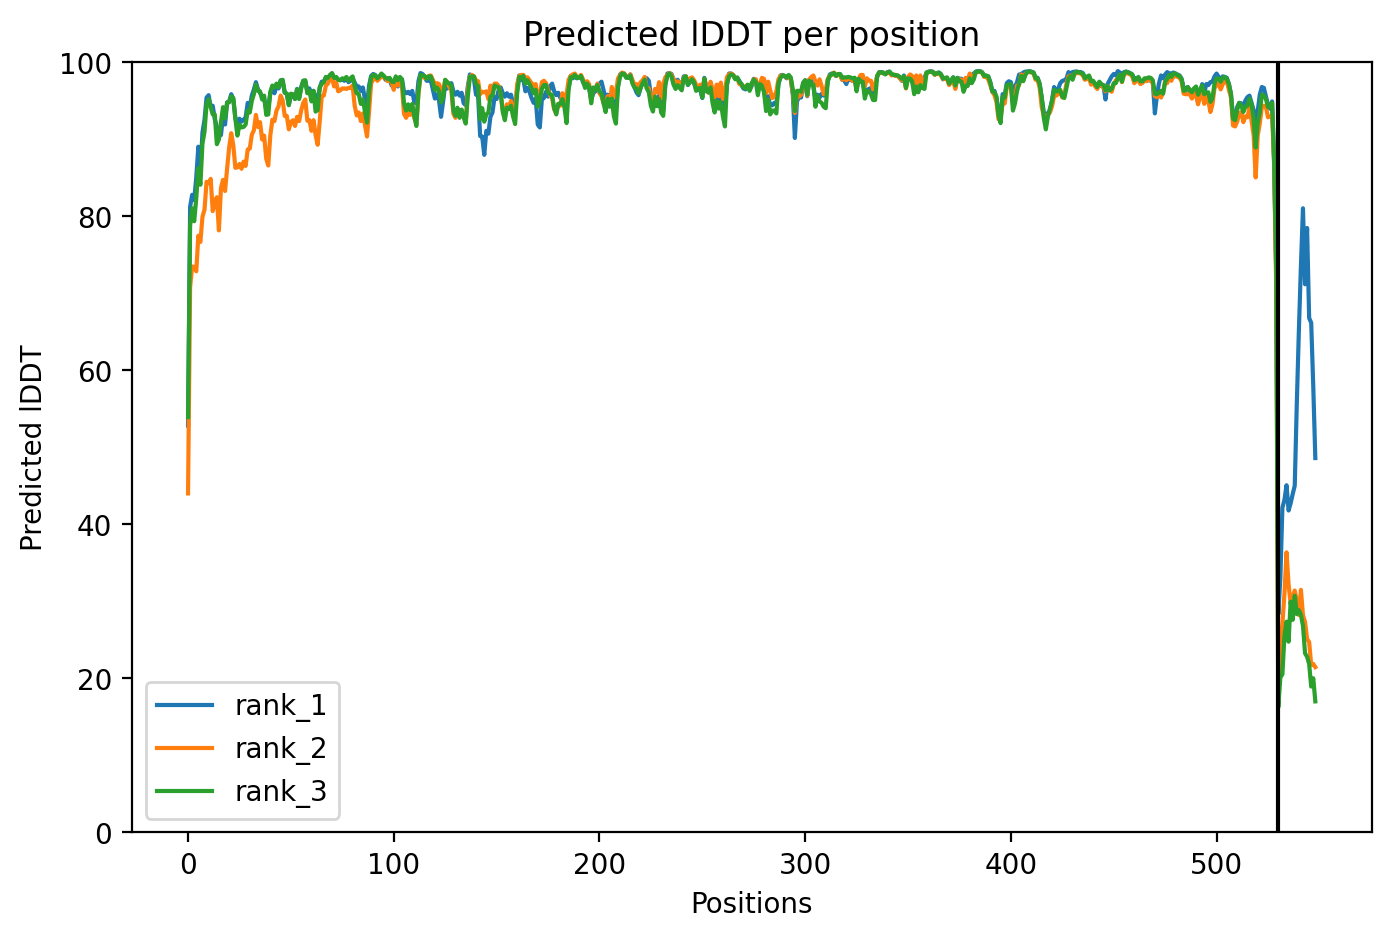 Predicted lDDT per position
Predicted lDDT
100
80
60
40
20
0
rank_1
rank_2
rank_3
0 100 200 300 400 500
Positions